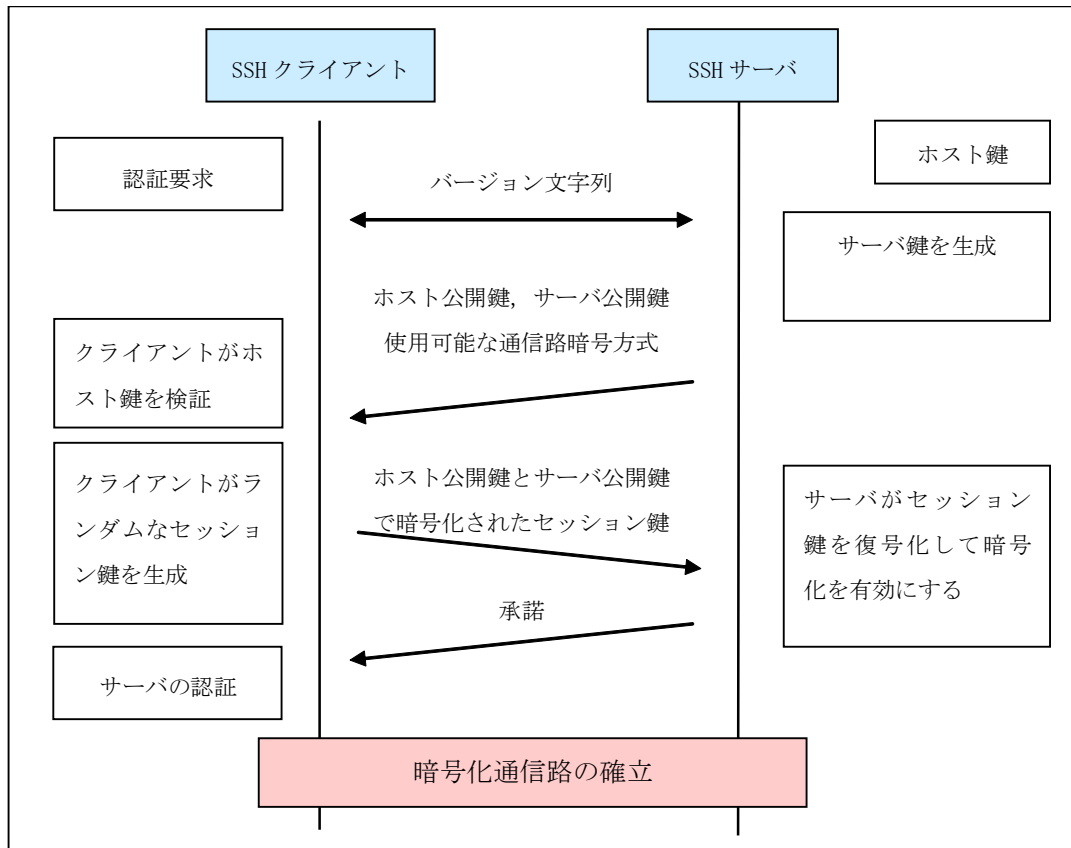 SSH クライアント
SSH サーバ
認証要求
バージョン文字列
ホスト鍵
サーバ鍵を生成
ホスト公開鍵，サーバ公開鍵
使用可能な通信路暗号方式
クライアントがホ
スト鍵を検証
クライアントがラ
ンダムなセッショ
ン鍵を生成
ホスト公開鍵とサーバ公開鍵
で暗号化されたセッション鍵
サーバがセッション
鍵を復号化して暗号
化を有効にする
承諾
サーバの認証
暗号化通信路の確立